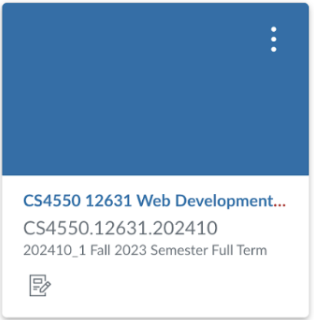 CS4550 12631 Web Development...
CS4550.12631.202410
202410_1 Fall 2023 Semester Full Term